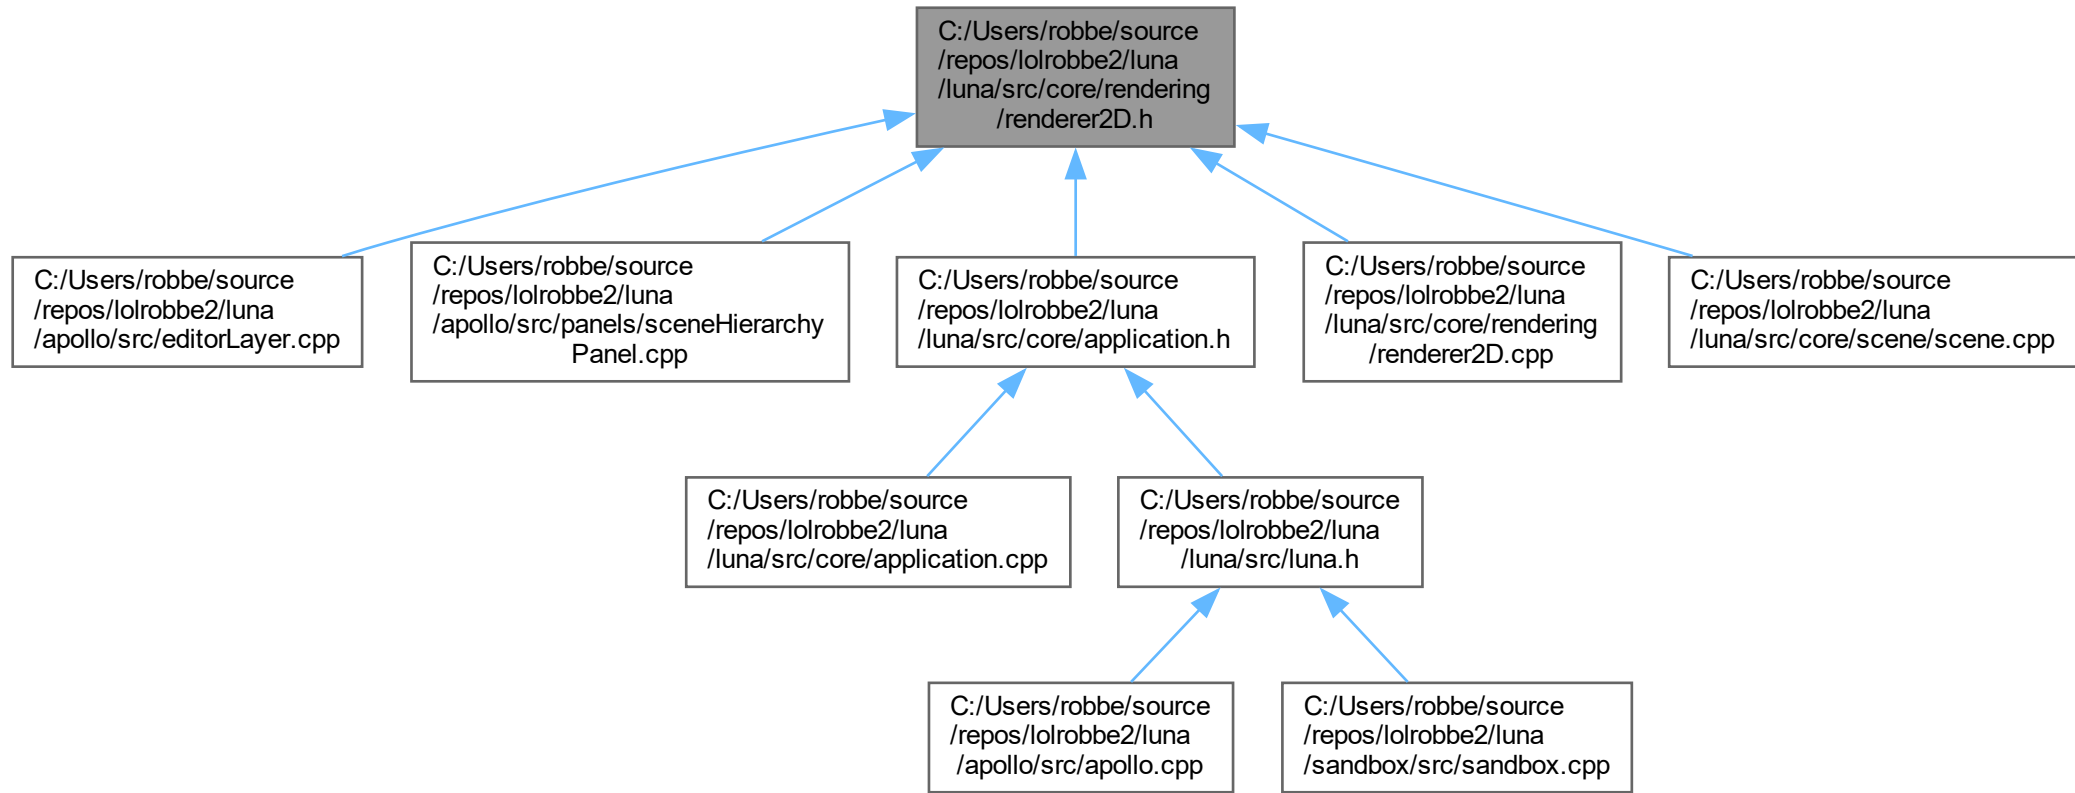 C:/Users/robbe/source
/repos/lolrobbe2/luna
/luna/src/core/rendering
/renderer2D.h
C:/Users/robbe/source
/repos/lolrobbe2/luna
/apollo/src/editorLayer.cpp
C:/Users/robbe/source
/repos/lolrobbe2/luna
/apollo/src/panels/sceneHierarchy
Panel.cpp
C:/Users/robbe/source
/repos/lolrobbe2/luna
/luna/src/core/application.h
C:/Users/robbe/source
/repos/lolrobbe2/luna
/luna/src/core/rendering
/renderer2D.cpp
C:/Users/robbe/source
/repos/lolrobbe2/luna
/luna/src/core/scene/scene.cpp
C:/Users/robbe/source
/repos/lolrobbe2/luna
/luna/src/core/application.cpp
C:/Users/robbe/source
/repos/lolrobbe2/luna
/luna/src/luna.h
C:/Users/robbe/source
/repos/lolrobbe2/luna
/apollo/src/apollo.cpp
C:/Users/robbe/source
/repos/lolrobbe2/luna
/sandbox/src/sandbox.cpp